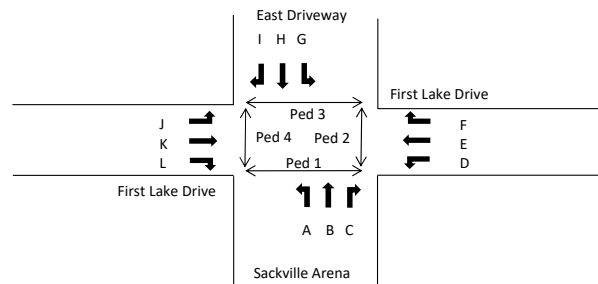 East Driveway
I H G
First Lake Drive
Ped 3
J
F
Ped 4
Ped 2
K
E
L
Ped 1
D
First Lake Drive
A B C
Sackville Arena